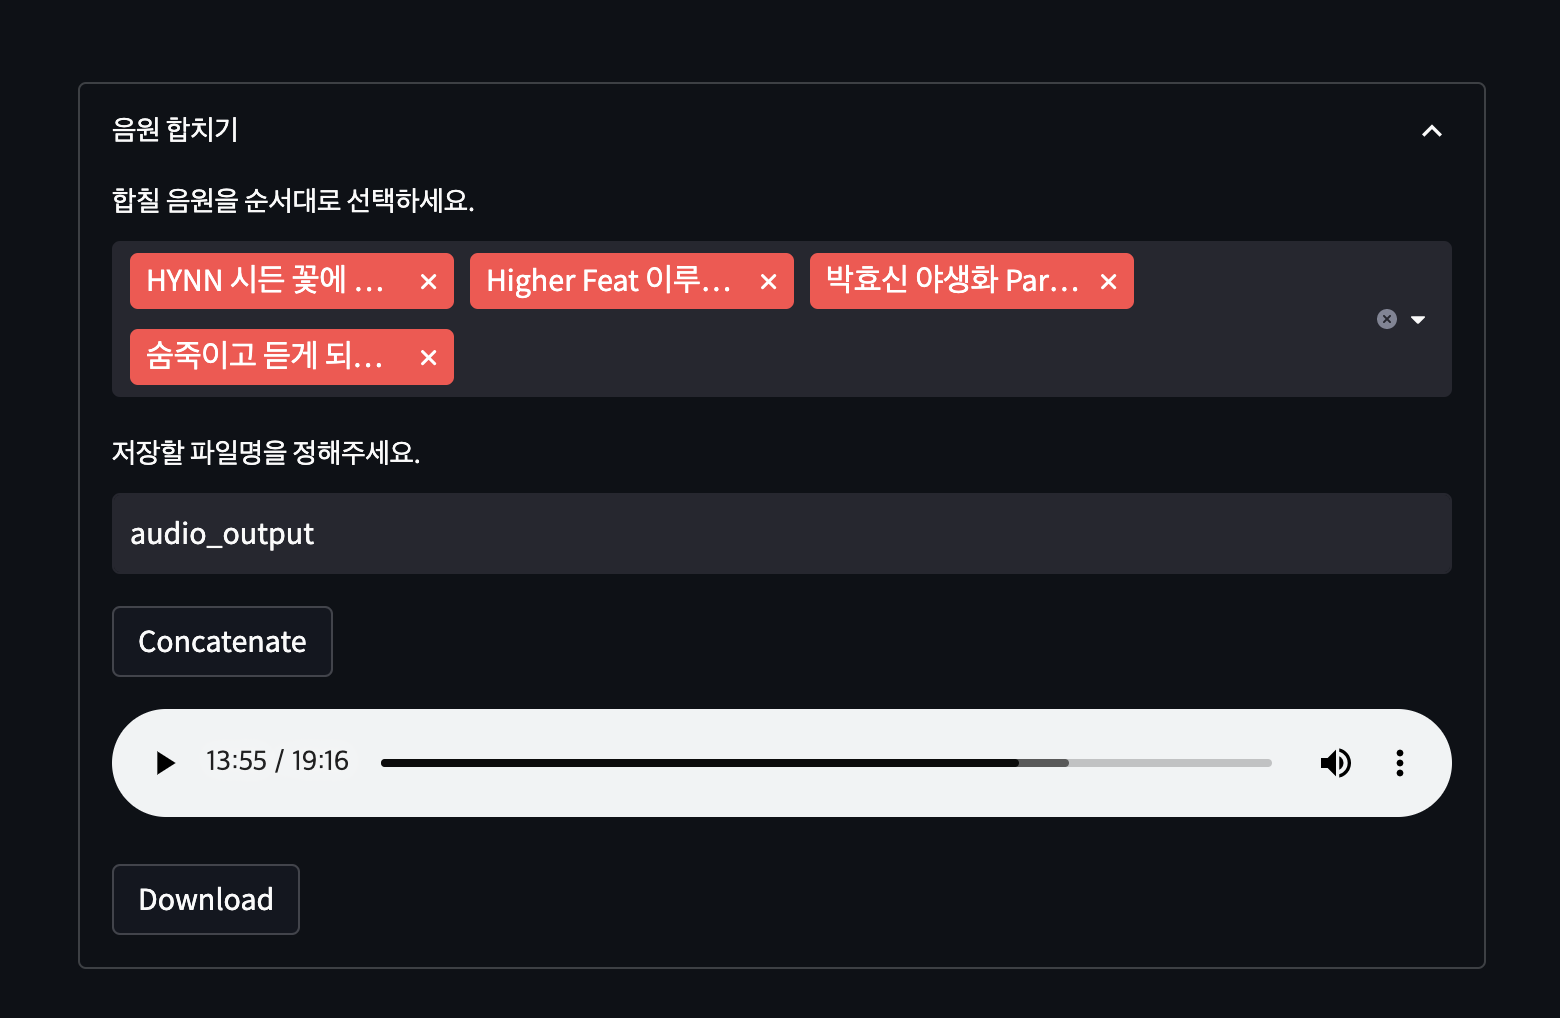 음원 합치기
합칠 음원을 순서대로 선택하세요.
HYNN 시든 꽃에 ... Higher Feat 이루... 박효신 야생화 Par...
숨죽이고 듣게 되...
저장할 파일명을 정해주세요.
audio_output
Concatenate
13:55 / 19:16
Download